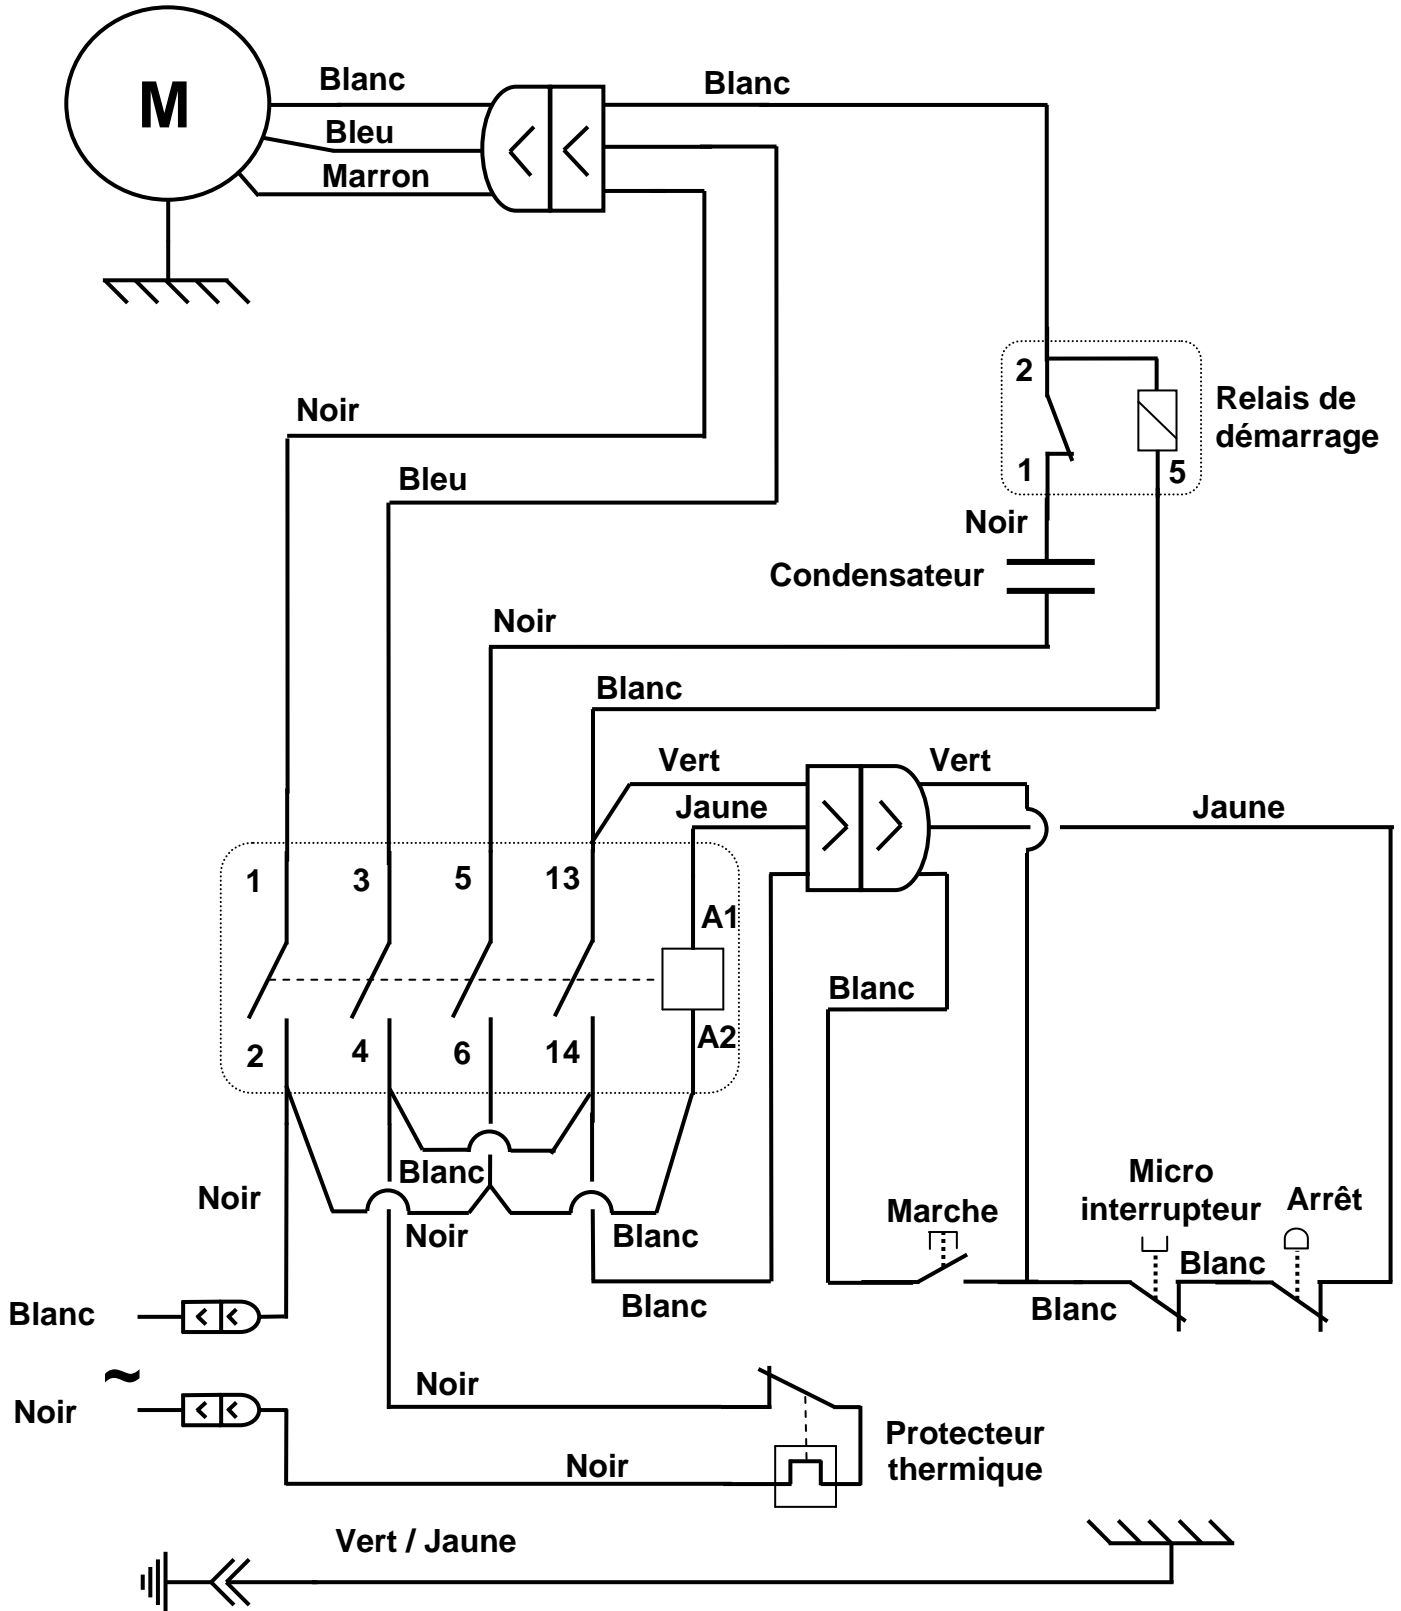 M
Blanc
Bleu
Marron
Blanc
Noir
Bleu
2
1
5
Relais de
démarrage
Noir
Condensateur
Noir
Blanc
Vert
Jaune
Vert
Jaune
1
3
5
13
A1
2
4
6
14
A2
Blanc
Blanc
Noir
Noir
Blanc
Blanc
Marche
Micro
interrupteur
Arrêt
Blanc
Blanc
Blanc
~
Noir
Noir
Noir
Protecteur
thermique
Vert / Jaune